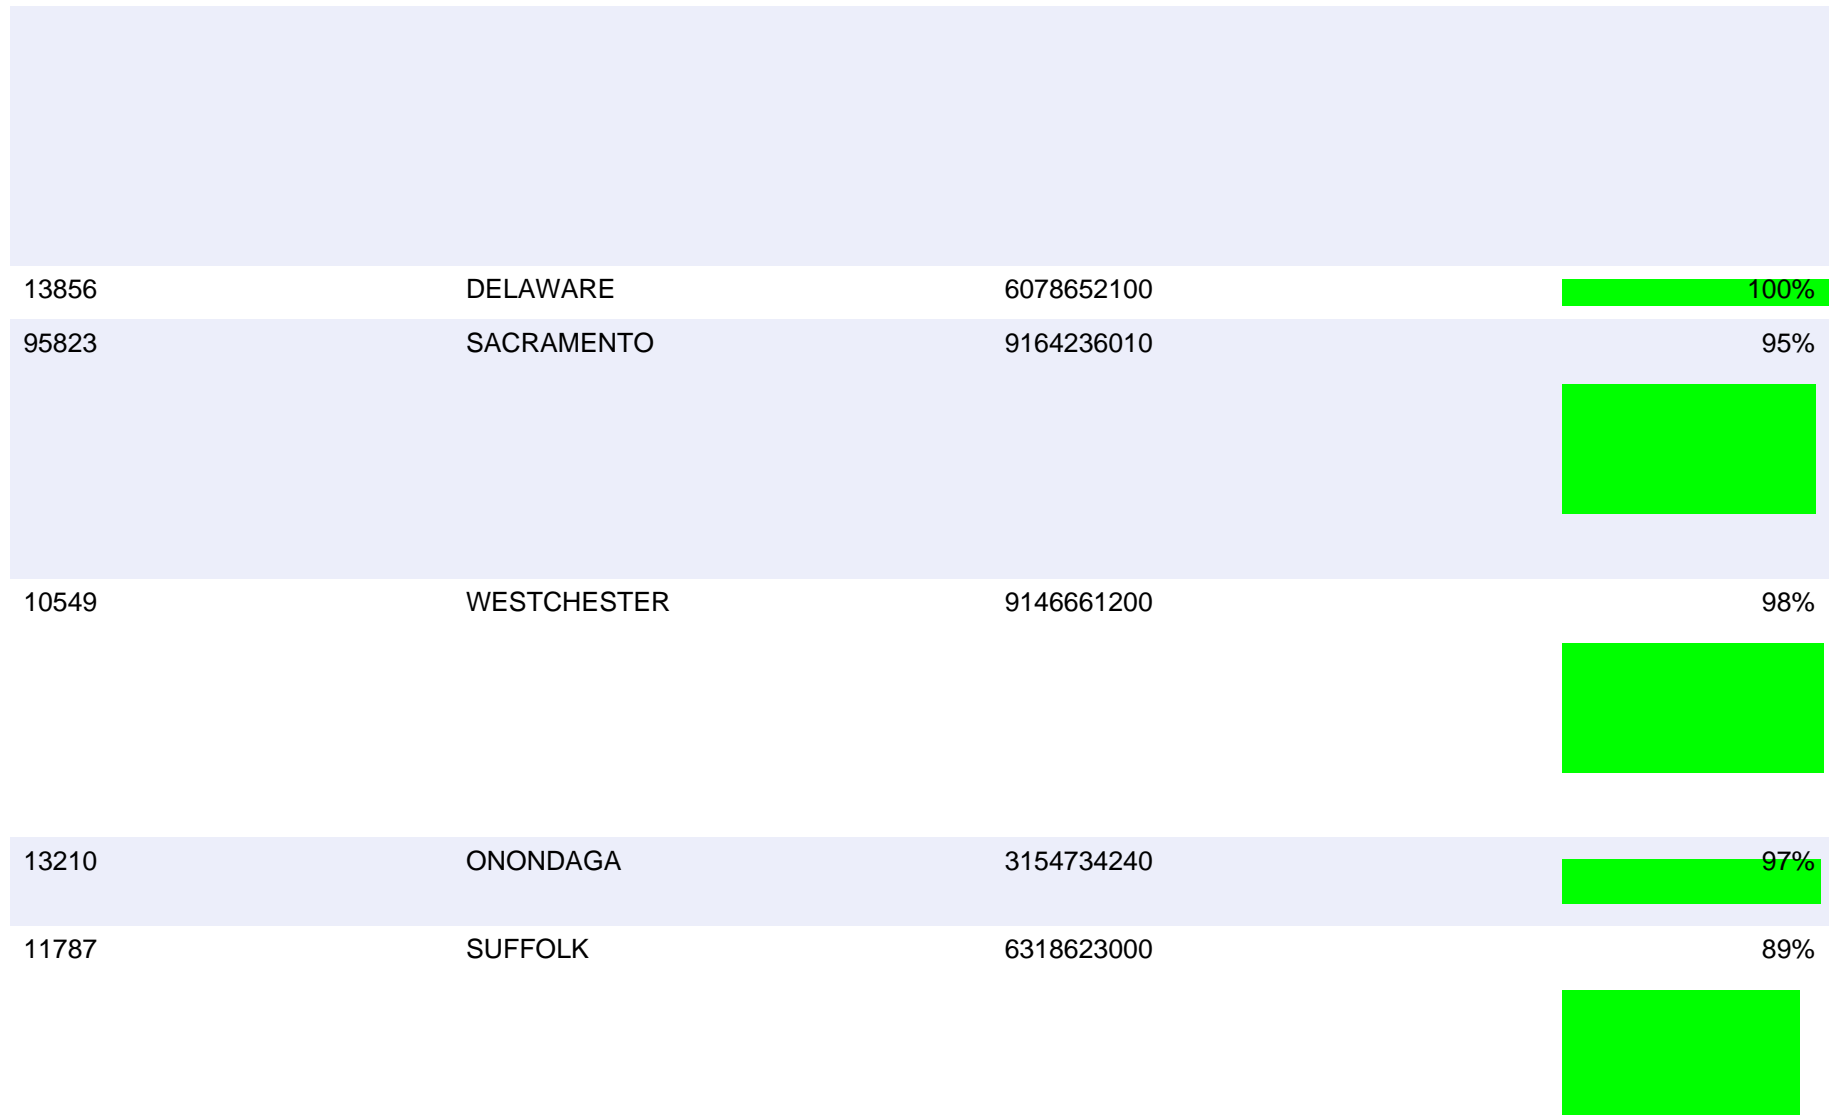 13856 DELAWARE 6078652100 100%
95823 SACRAMENTO 9164236010 95%
10549 WESTCHESTER 9146661200 98%
13210 ONONDAGA 3154734240 97%
11787 SUFFOLK 6318623000 89%